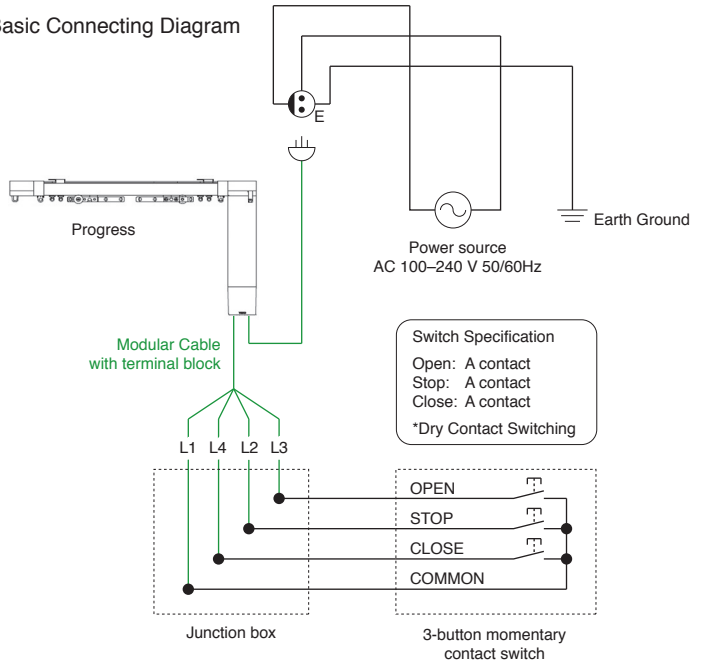 asic Connecting Diagram
E
Progress
Earth Ground
Power source
AC 100–240 V 50/60Hz
Modular Cable
with terminal block
Switch Specification
Open: A contact
Stop: A contact
Close: A contact
*Dry Contact Switching
L1 L4 L2 L3
OPEN
STOP
CLOSE
COMMON
Junction box
3-button momentary
contact switch